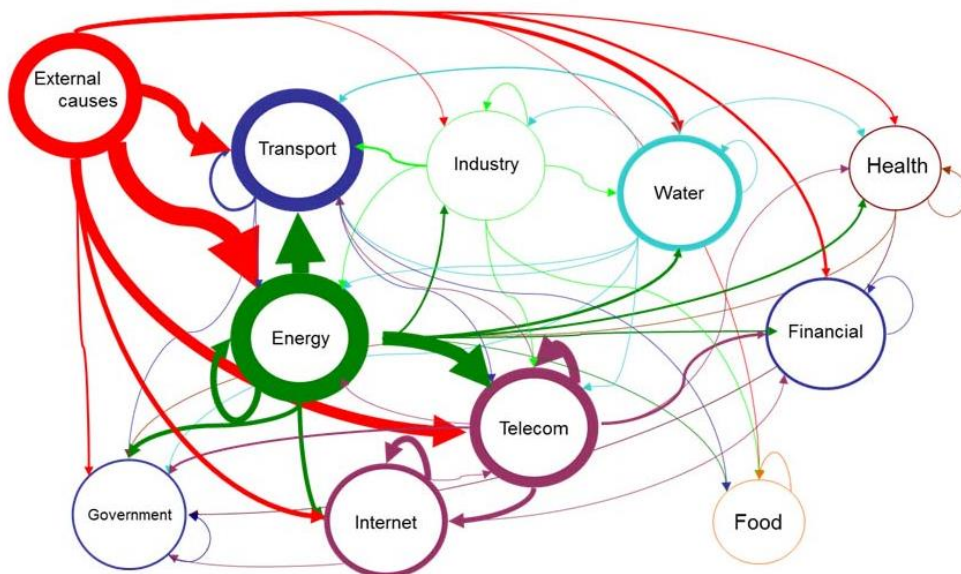 External
causes
Transport
Industry
Water
Health
Energy
Financial
Telecom
Government
Internet
Food